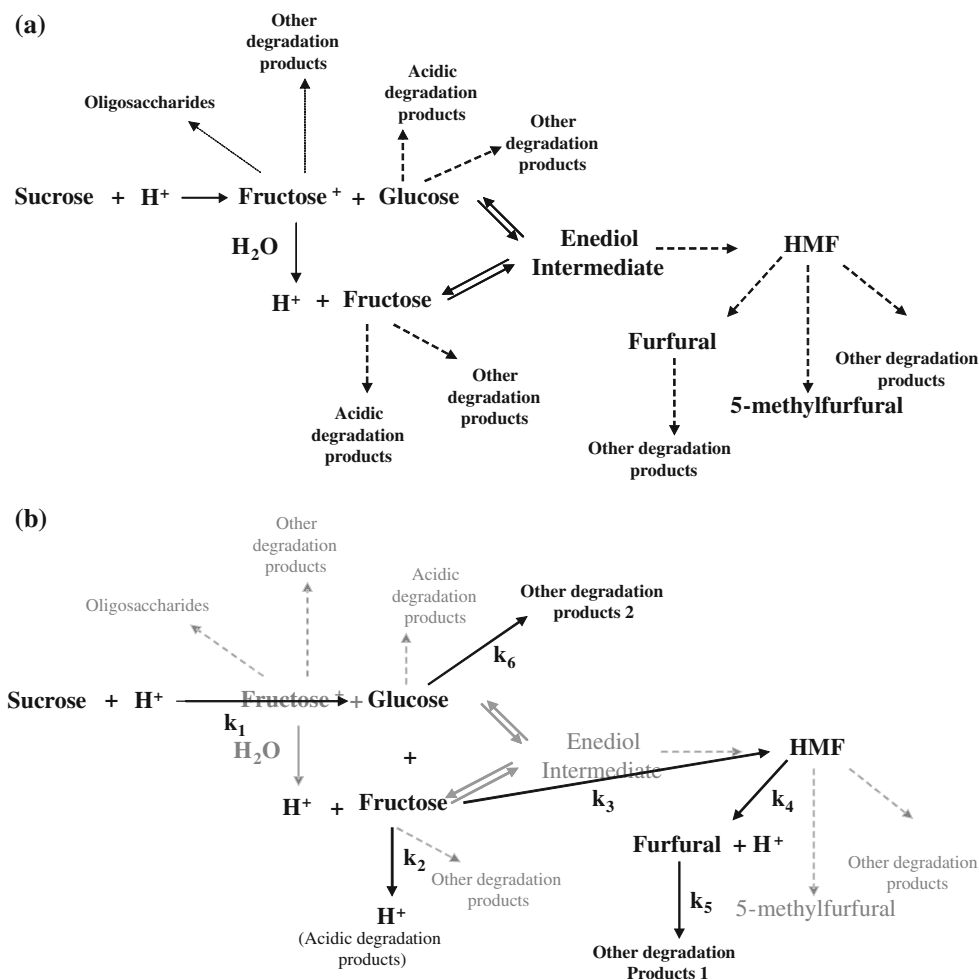 (a)
Other
degradation
products
Acidic
degradation
products
Oligosaccharides
Other
degradation
products
Sucrose + H+ Fructose + + Glucose
H2O
Enediol
Intermediate
HMF
H+ + Fructose
Furfural
Other degradation
products
5-methylfurfural
Other
degradation
products
Acidic
degradation
products
Other degradation
products
(b)
Other
degradation
products
Acidic
degradation
products
Other degradation
products 2
Oligosaccharides
k6
Sucrose + H+ Fructose + + Glucose
k1
H2O
+
Enediol
Intermediate
HMF
H+ + Fructose
k3
k4
k2
Furfural + H+
Other degradation
products
Other degradation
products
k5
5-methylfurfural
H+
(Acidic degradation
products)
Other degradation
Products 1